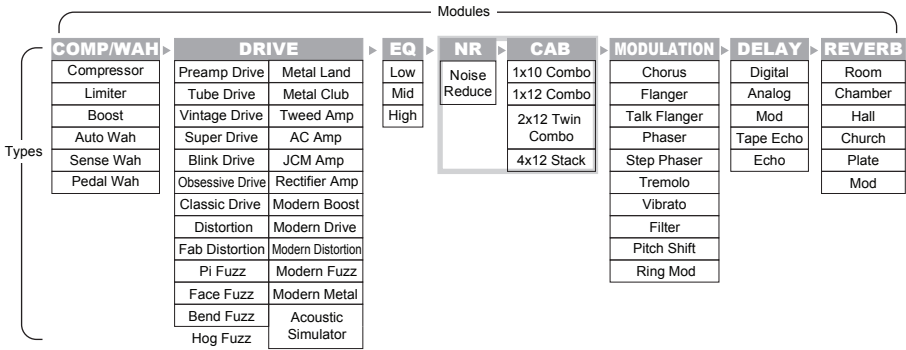 Modules
Types
COMP/WAH
Compressor
Limiter
Boost
Auto Wah
Sense Wah
Pedal Wah
DRIVE
Preamp Drive
Tube Drive
Vintage Drive
Super Drive
Blink Drive
Obsessive Drive
Classic Drive
Distortion
Fab Distortion
Pi Fuzz
Face Fuzz
Bend Fuzz
Hog Fuzz
Metal Land
Metal Club
Tweed Amp
AC Amp
JCM Amp
Rectifier Amp
Modern Boost
Modern Drive
Modern Distortion
Modern Fuzz
Modern Metal
Acoustic
Simulator
EQ
Low
Mid
High
NR
Noise
Reduce
CAB
1x10 Combo
1x12 Combo
2x12 Twin
Combo
4x12 Stack
MODULATION
Chorus
Flanger
Talk Flanger
Phaser
Step Phaser
Tremolo
Vibrato
Filter
Pitch Shift
Ring Mod
DELAY
Digital
Analog
Mod
Tape Echo
Echo
REVERB
Room
Chamber
Hall
Church
Plate
Mod